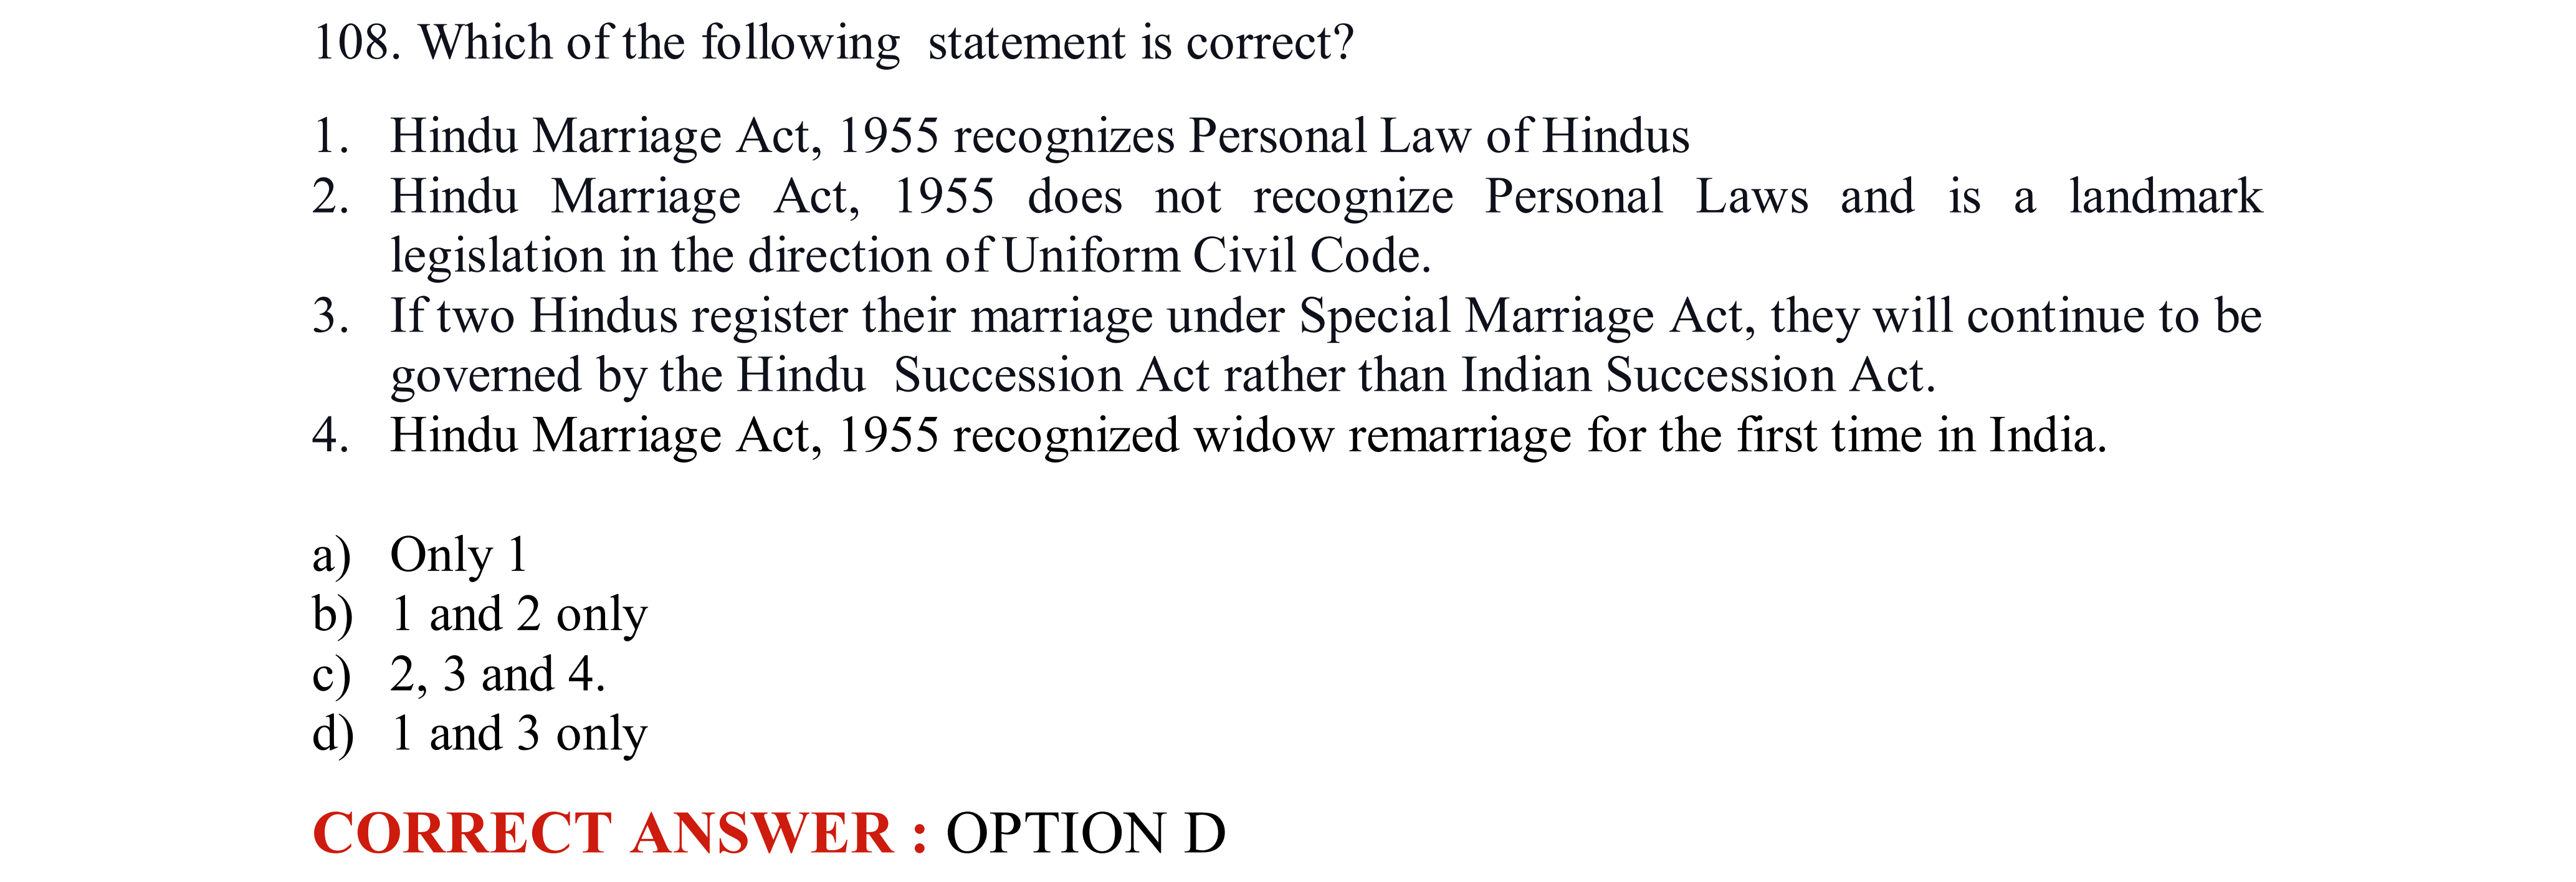 108. Which of the following statement is correct?
1. Hindu Marriage Act, 1955 recognizes Personal Law of Hindus
2. Hindu Marriage Act, 1955 does not recognize Personal Laws and is a landmark
legislation in the direction of Uniform Civil Code.
3. If two Hindus register their marriage under Special Marriage Act, they will continue to be
governed by the Hindu Succession Act rather than Indian Succession Act.
4. Hindu Marriage Act, 1955 recognized widow remarriage for the first time in India.
a) Only 1
b) 1 and 2 only
c) 2, 3 and 4.
d) 1 and 3 only
CORRECT ANSWER : OPTION D